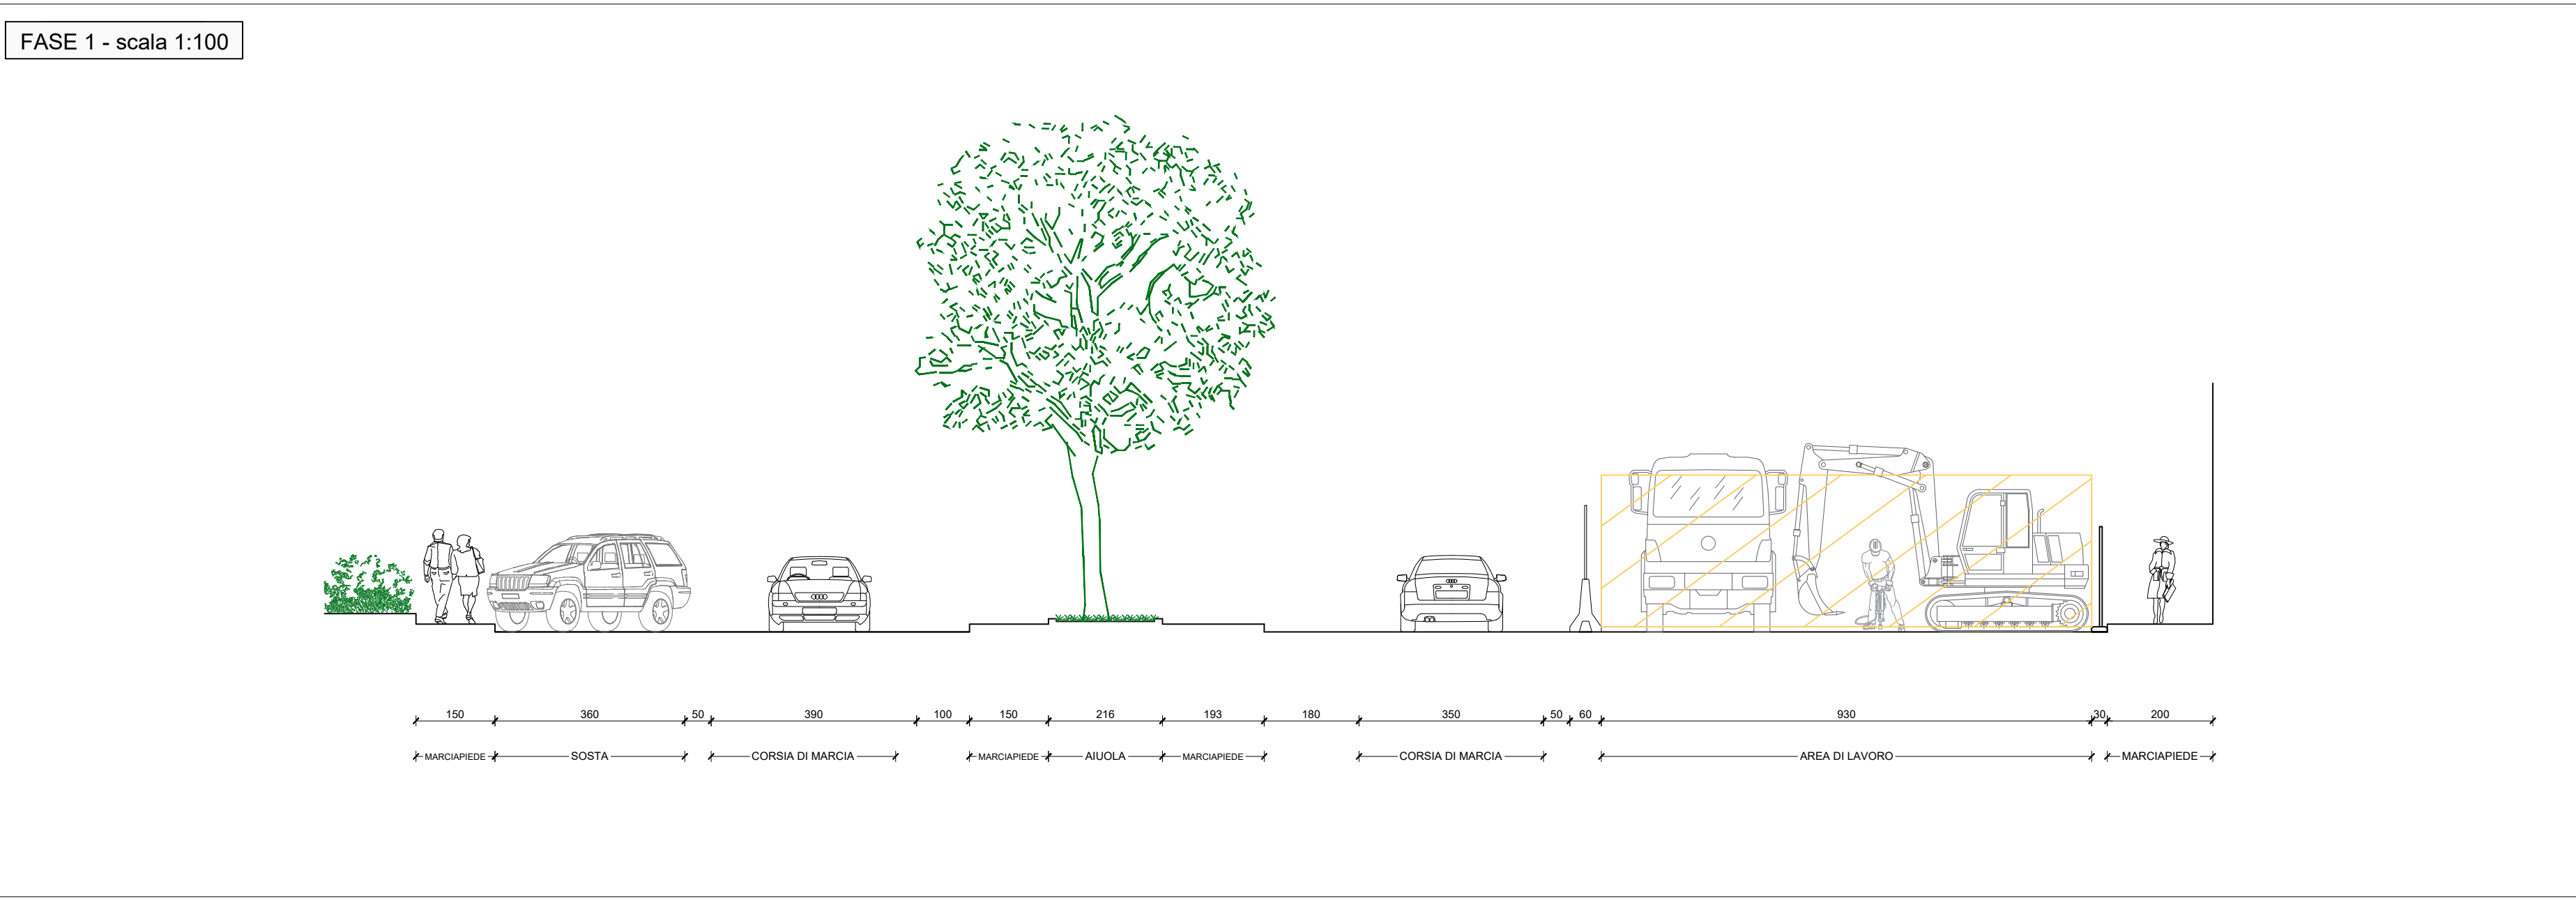 FASE 1 - scala 1:100
150 360 50 390 100 150 216 193 180 350 50 60 930 30 200
MARCIAPIEDE SOSTA CORSIA DI MARCIA MARCIAPIEDE AIUOLA MARCIAPIEDE CORSIA DI MARCIA AREA DI LAVORO MARCIAPIEDE